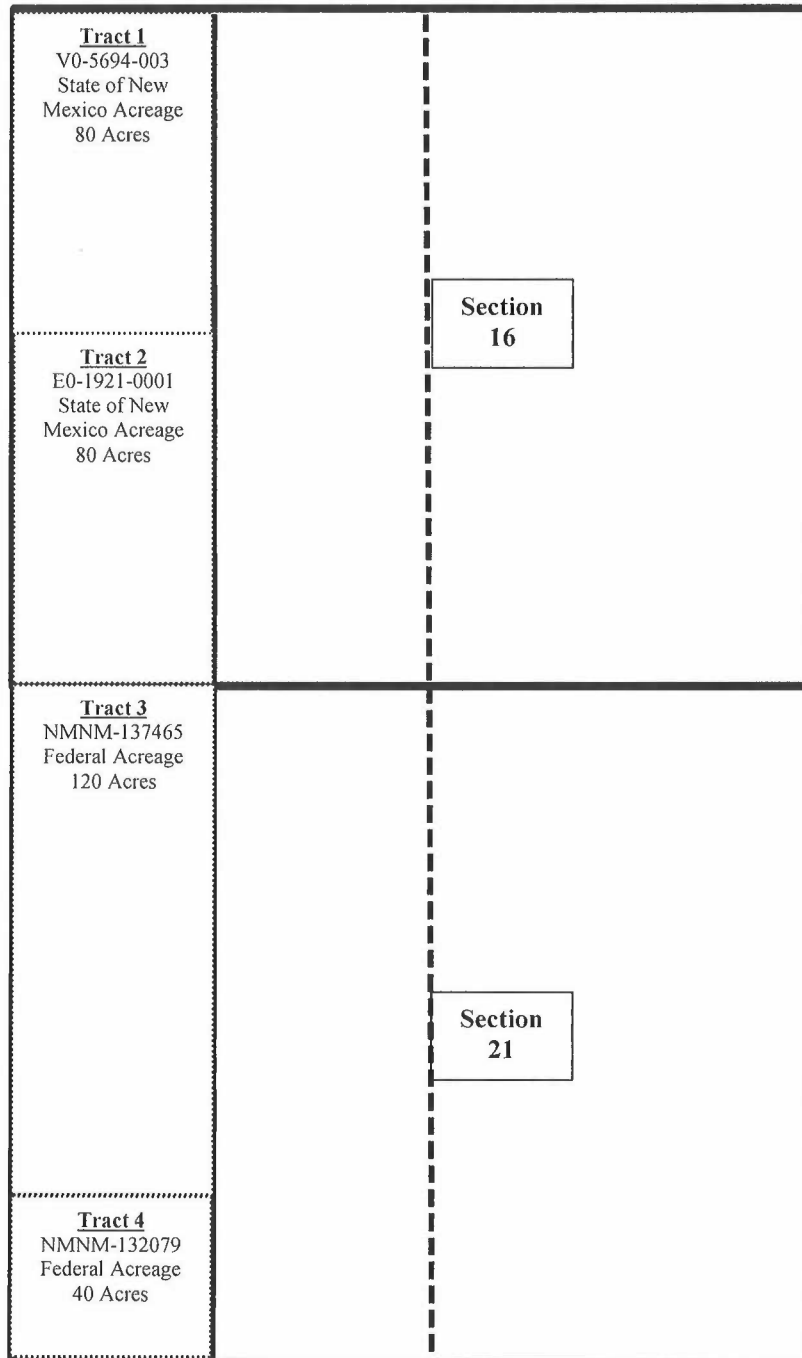 Tract 1
V0-5694-003
State of New
Mexico Acreage
80 Acres
Section
16
Tract 2
E0-1921-0001
State of New
Mexico Acreage
80 Acres
Tract 3
NMNM-137465
Federal Acreage
120 Acres
Section
21
Tract 4
NMNM-132079
Federal Acreage
40 Acres